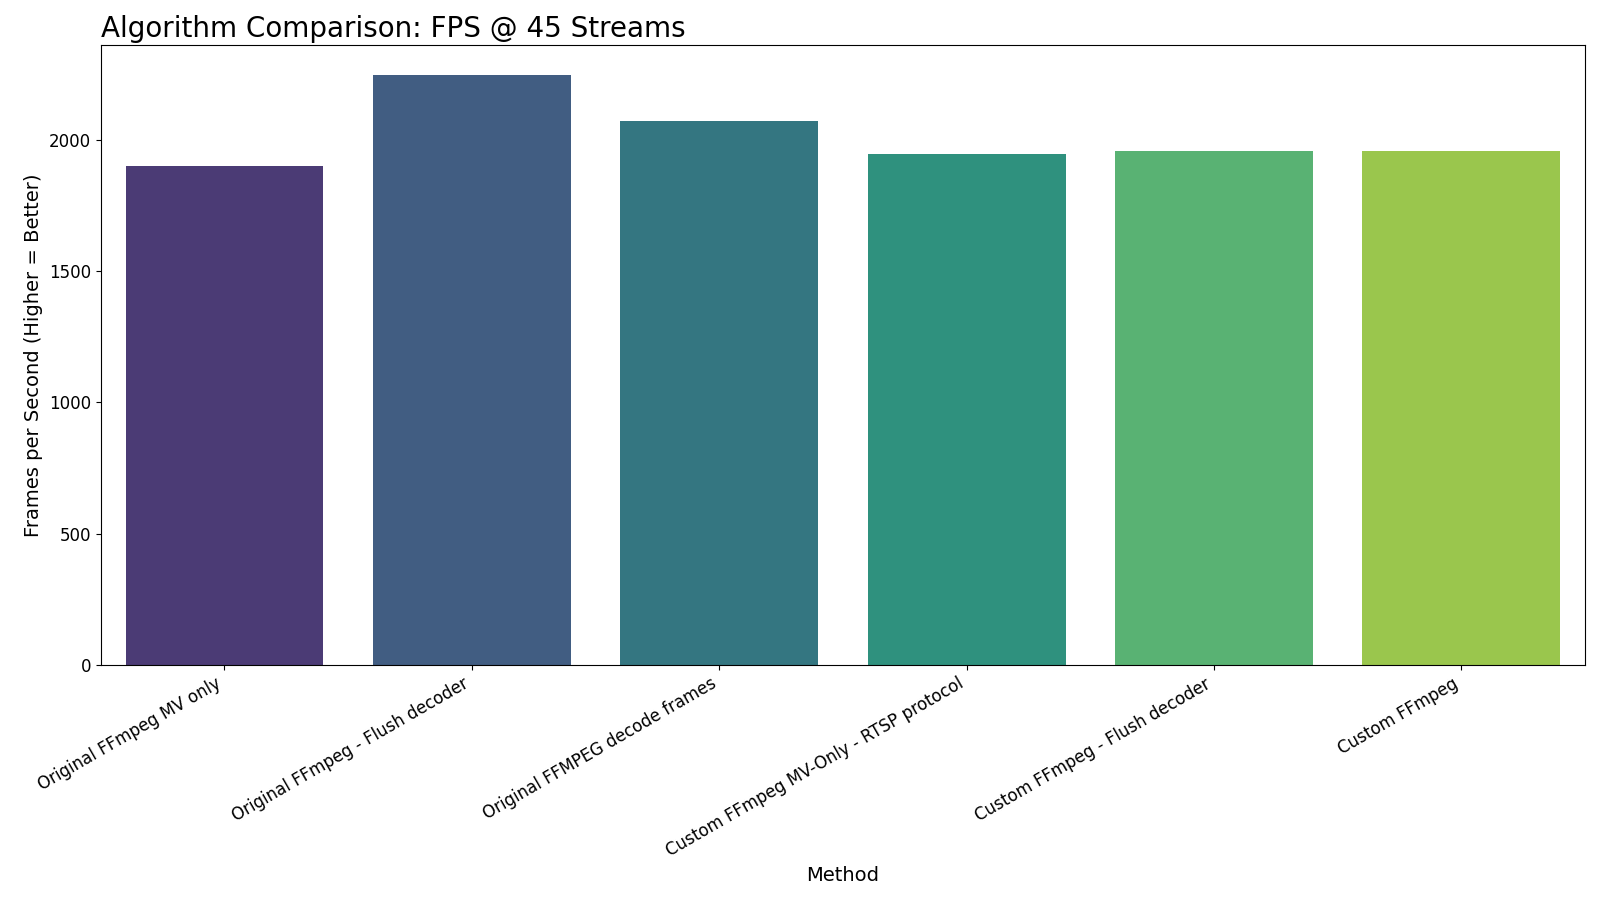 Algorithm Comparison: FPS @ 45 Streams
Frames per Second (Higher = Better)
2000
1500
1000
500
0
Original FFmpeg MV only
Original FFmpeg - Flush decoder
Original FFMPEG decode frames
Custom FFmpeg MV-Only - RTSP protocol
Custom FFmpeg - Flush decoder
Custom FFmpeg
Method